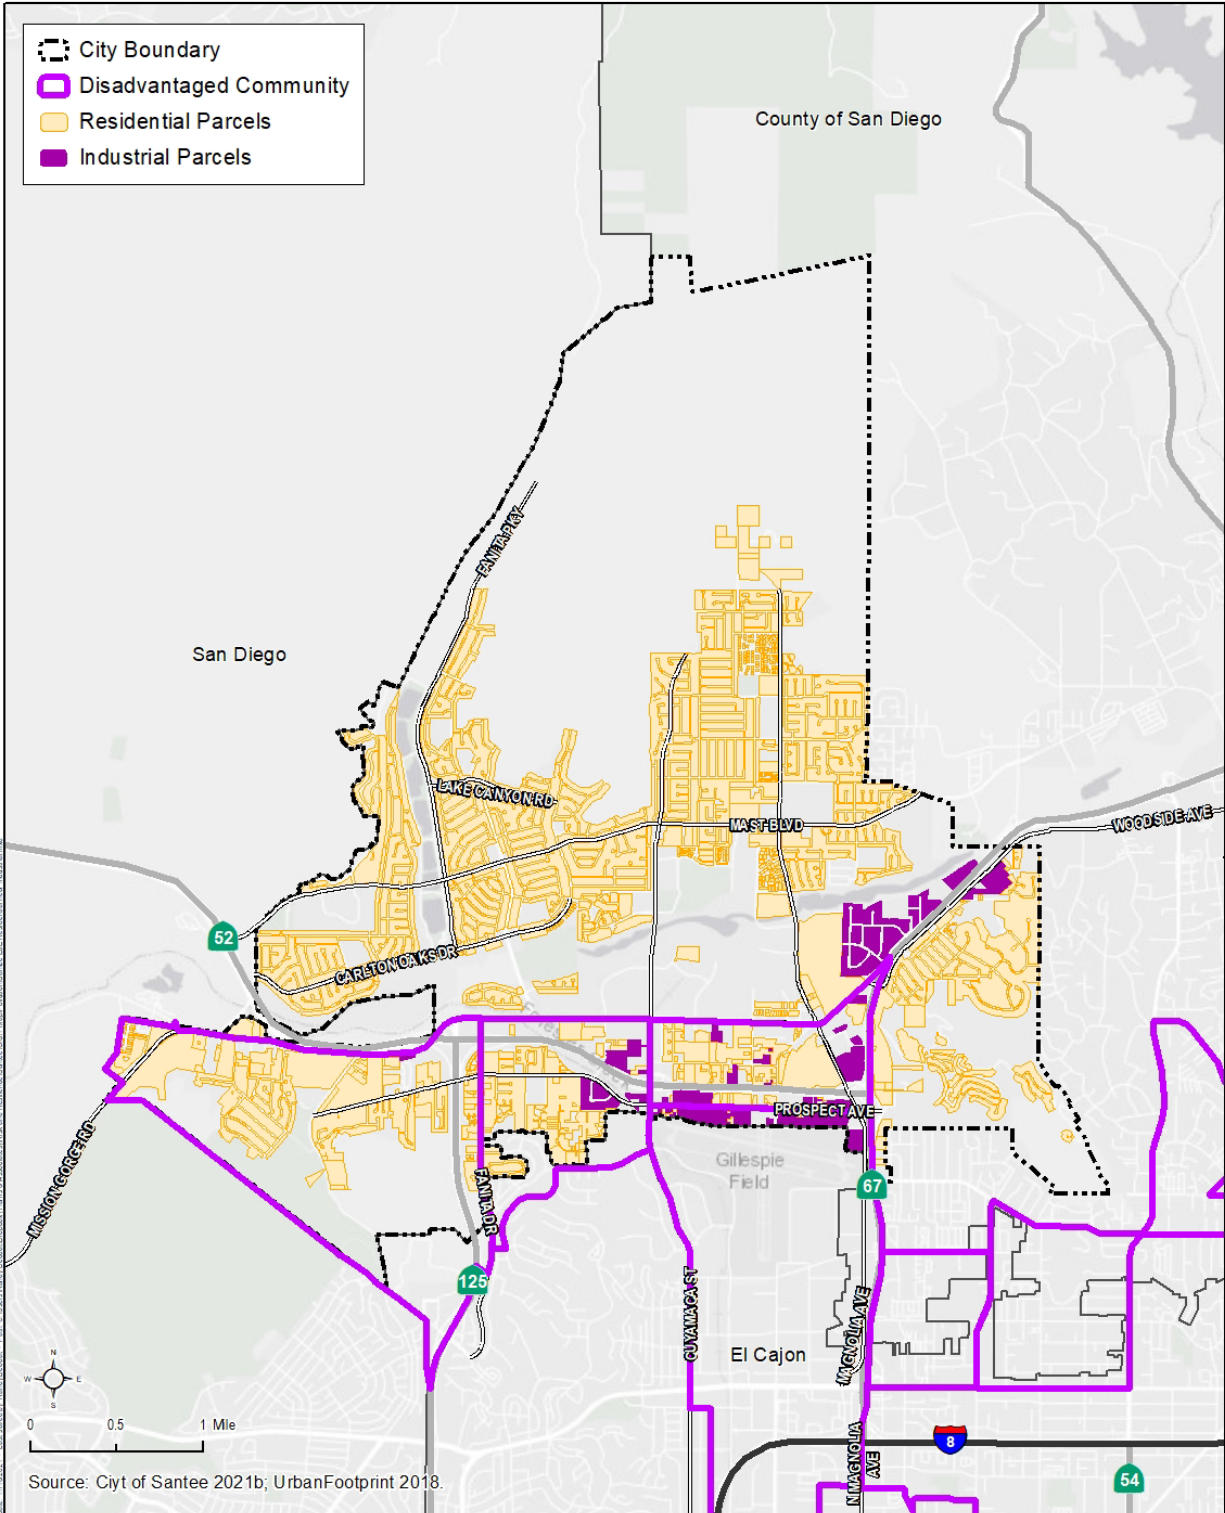 City Boundary
Disadvantaged Community
Residential Parcels
Industrial Parcels
County of San Diego
San Diego
FANITA PKY
LAKE CANYON RD
MAST BLVD
WOODSIDE AVE
52
CARLTON OAKS DR
PROSPECT AVE
MISSION GORGE RD
Gillespie
Field
67
FANITA DR
125
CUYAMACA ST
MAGNOLIA AVE
El Cajon
N
W
E
S
0
0.5
1 Mile
N MAGNOLIA
AVE
8
54
Source: Ciyt of Santee 2021b; UrbanFootprint 2018.